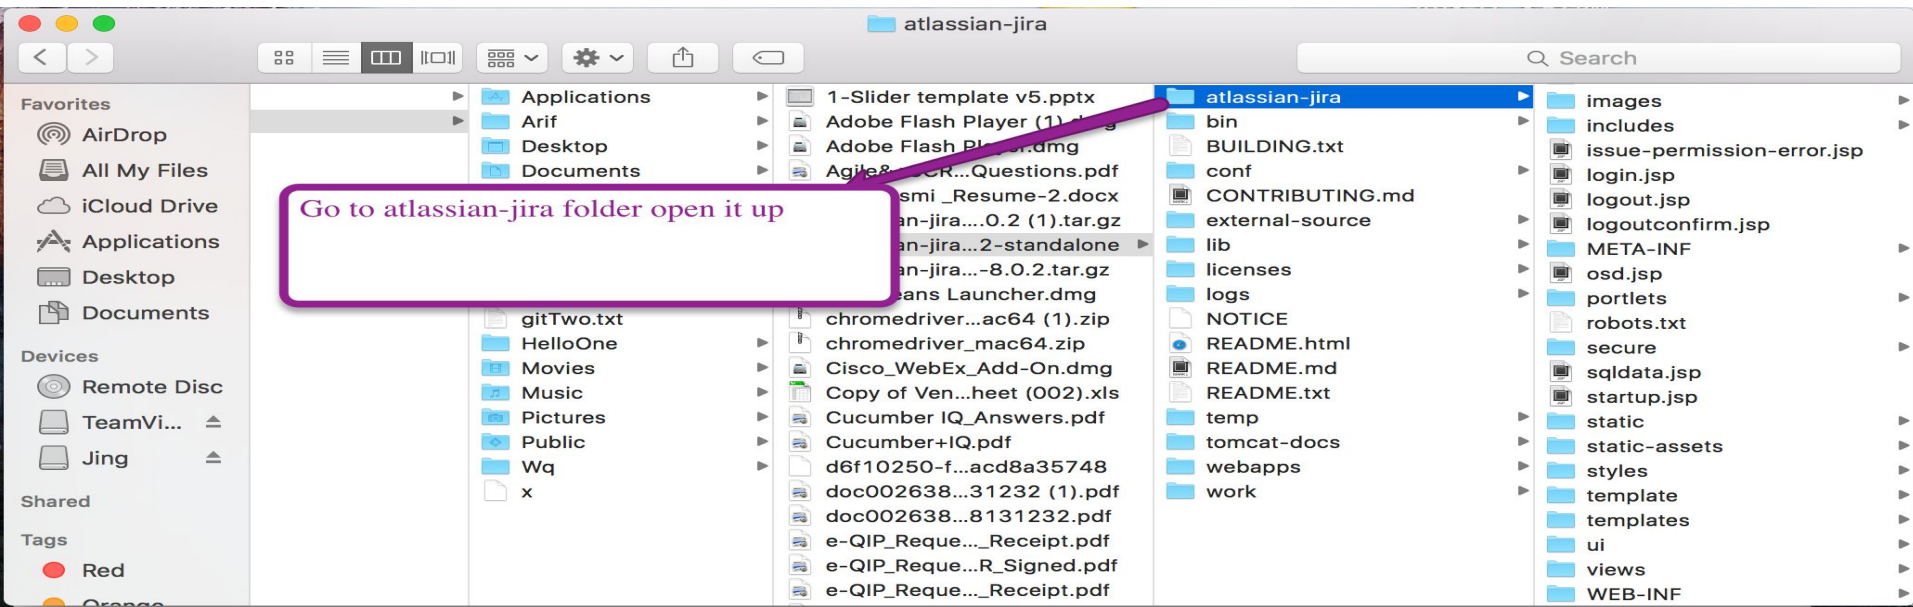 atlassian-jira
Search
Favorites
AirDrop
All My Files
iCloud Drive
Applications
Desktop
Documents
Devices
Remote Disc
TeamVi...
Jing
Shared
Tags
Red
Orange
Applications
Arif
Desktop
Documents
Go to atlassian-jira folder open it up
gitTwo.txt
HelloOne
Movies
Music
Pictures
Public
Wq
x
1-Slider template v5.pptx
Adobe Flash Player (1).dmg
Adobe Flash Player.dmg
Questions.pdf
smi _Resume-2.docx
an-jira....0.2 (1).tar.gz
an-jira...2-standalone
an-jira...-8.0.2.tar.gz
eans Launcher.dmg
chromedriver...ac64 (1).zip
chromedriver_mac64.zip
Cisco_WebEx_Add-On.dmg
Copy of Ven...heet (002).xls
Cucumber IQ_Answers.pdf
Cucumber+IQ.pdf
d6f10250-f...acd8a35748
doc002638...31232 (1).pdf
doc002638...8131232.pdf
e-QIP_Reque..._Receipt.pdf
e-QIP_Reque...R_Signed.pdf
e-QIP_Reque..._Receipt.pdf
atlassian-jira
bin
BUILDING.txt
conf
CONTRIBUTING.md
external-source
lib
licenses
logs
NOTICE
README.html
README.md
README.txt
temp
tomcat-docs
webapps
work
images
includes
issue-permission-error.jsp
login.jsp
logout.jsp
logoutconfirm.jsp
META-INF
osd.jsp
portlets
robots.txt
secure
sqldata.jsp
startup.jsp
static
static-assets
styles
template
templates
ui
views
WEB-INF